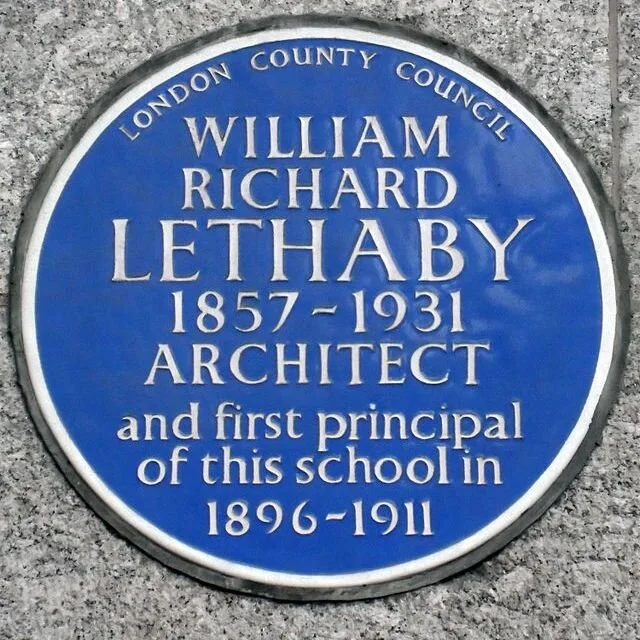 LONDON COUNTY COUNCIL
WILLIAM
RICHARD
LETHABY
1857~1931
ARCHITECT
and first principal
of this school in
1896~1911